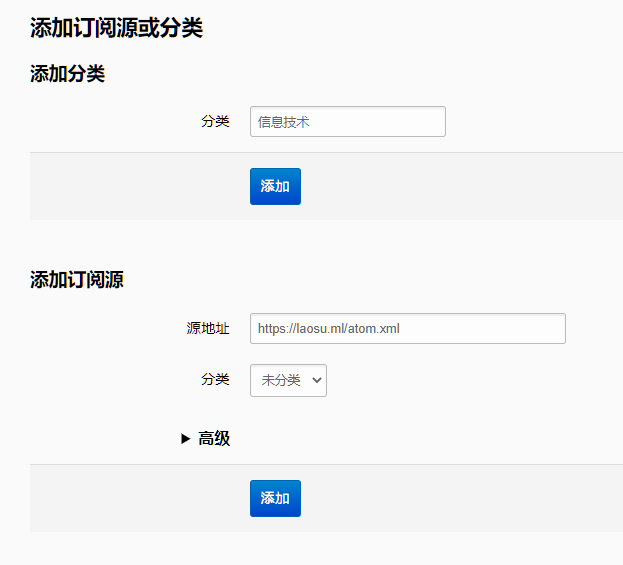 添加订阅源或分类
添加分类
分类 信息技术
添加
添加订阅源
源地址 https://laosu.ml/atom.xml
分类 未分类
▶ 高级
添加